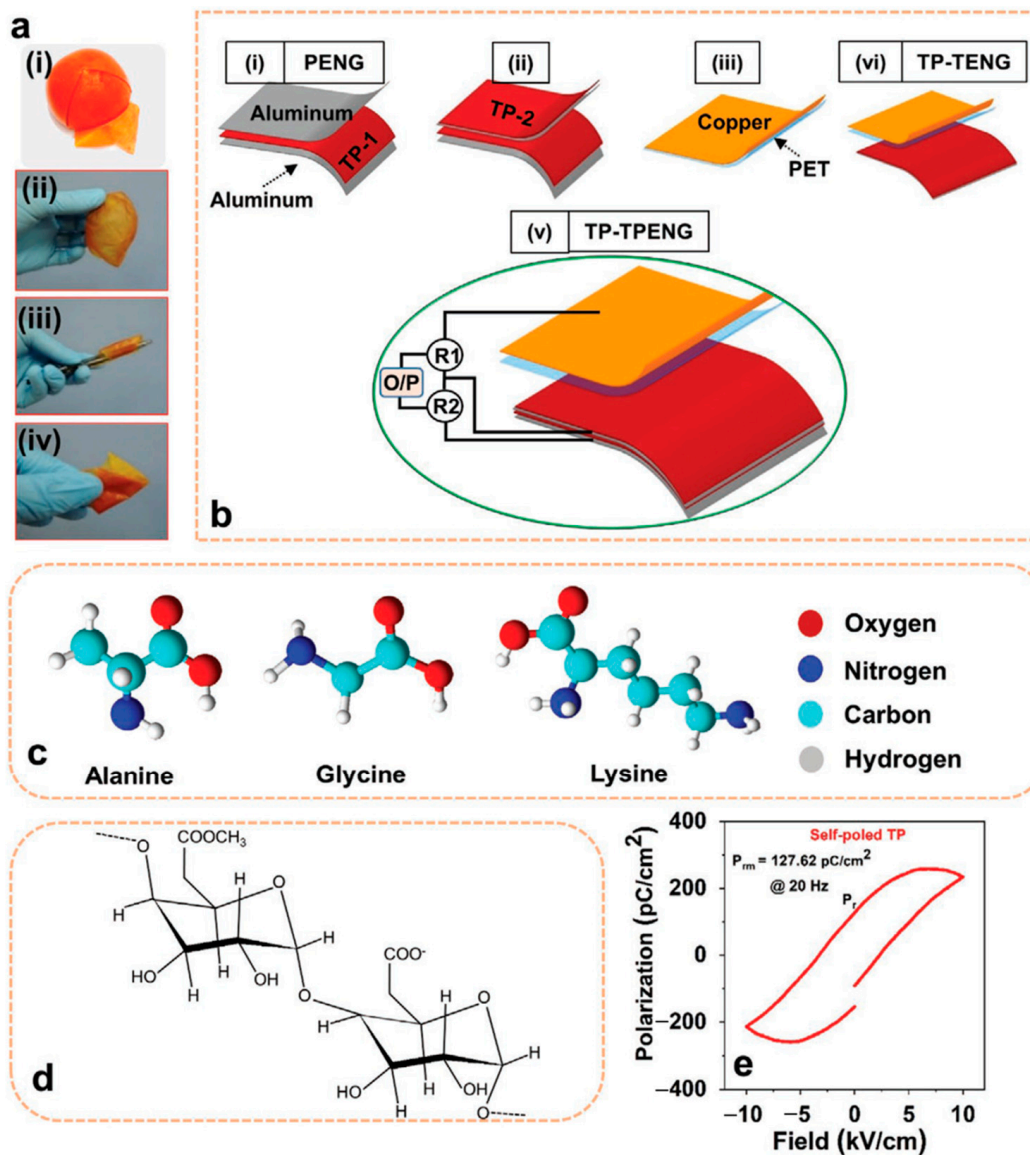 a
(i)
(ii)
(iii)
(iv)
(i) PENG
Aluminum
TP-1
Aluminum
(ii)
TP-2
(iii)
Copper
PET
(vi) TP-TENG
(v) TP-TPENG
R1
O/P
R2
b
Alanine
Glycine
Lysine
Oxygen
Nitrogen
Carbon
Hydrogen
c
O
COOCH₃
O
H
H
H
H
HO
H
OH
O
COO⁻
H
O
H
HO
H
OH
H
O
d
Self-poled TP
Prm = 127.62 pC/cm²
@ 20 Hz
Pr
Polarization (pC/cm²)
400
200
0
−200
−400
−10 −5 0 5 10
Field (kV/cm)
e